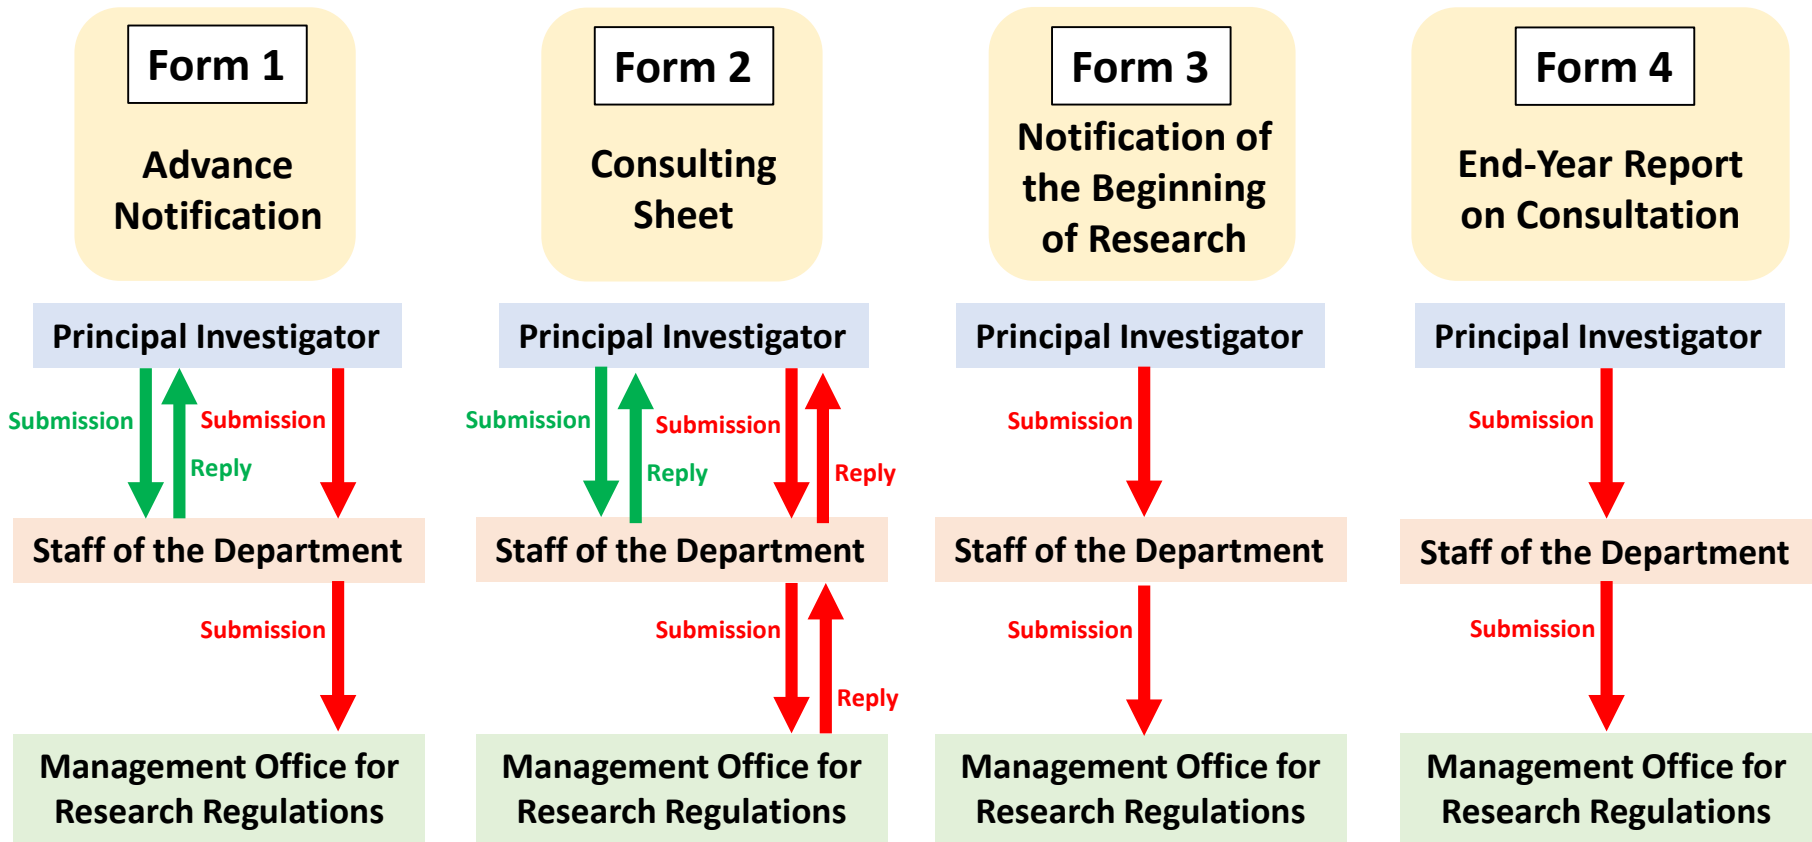 Form 1
Advance
Notification
Principal Investigator
Submission
Reply
Submission
Staff of the Department
Submission
Management Office for
Research Regulations
Form 2
Consulting
Sheet
Principal Investigator
Submission
Reply
Submission
Reply
Staff of the Department
Submission
Reply
Management Office for
Research Regulations
Form 3
Notification of
the Beginning
of Research
Principal Investigator
Submission
Staff of the Department
Submission
Management Office for
Research Regulations
Form 4
End-Year Report
on Consultation
Principal Investigator
Submission
Staff of the Department
Submission
Management Office for
Research Regulations